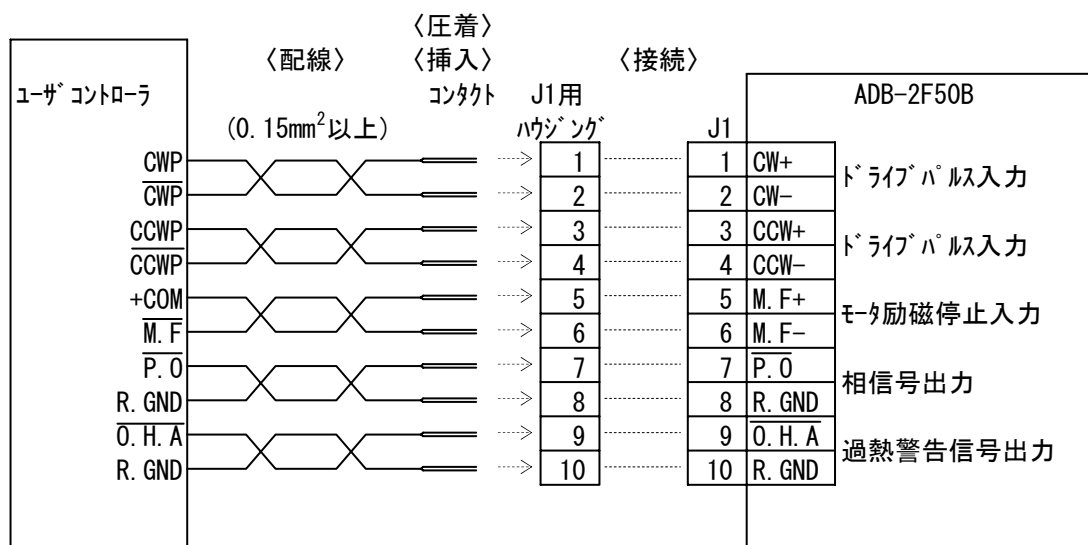 〈圧着〉
〈配線〉 〈挿入〉 〈接続〉
ﾕｰｻﾞｺﾝﾄﾛｰﾗ ｺﾝﾀｸﾄ J1用 ADB-2F50B
(0.15mm²以上) ﾊｳｼﾞﾝｸﾞ J1
CWP 1 1 CW+
C̅W̅P̅ 2 2 CW-
ﾄﾞﾗｲﾌﾞﾊﾟﾙｽ入力
CCWP 3 3 CCW+
C̅C̅W̅P̅ 4 4 CCW-
ﾄﾞﾗｲﾌﾞﾊﾟﾙｽ入力
+COM 5 5 M.F+
M̅.̅F̅ 6 6 M.F-
ﾓｰﾀ励磁停止入力
P̅.̅O̅ 7 7 P̅.̅O̅
R.GND 8 8 R.GND
相信号出力
O̅.̅H̅.̅A̅ 9 9 O̅.̅H̅.̅A̅
R.GND 10 10 R.GND
過熱警告信号出力